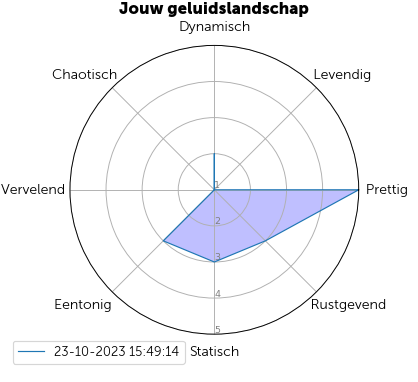 Jouw geluidslandschap
Dynamisch
Chaotisch
Levendig
Vervelend
1
Prettig
2
3
4
Eentonig
Rustgevend
5
23-10-2023 15:49:14
Statisch